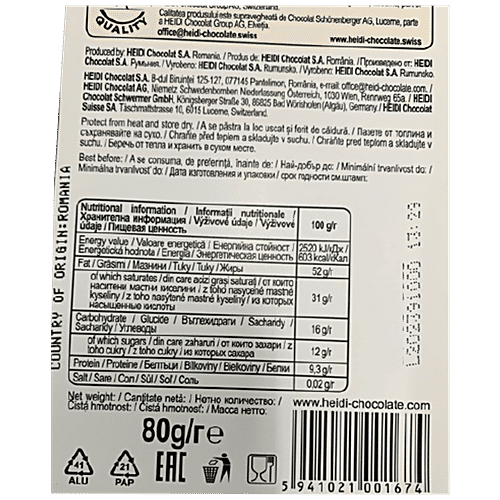 QUALITY
Calitatea produsului este supravegheată de Chocolat Schönenberger AG, Lucerne, parte
a HEIDI Chocolat Group AG, Elveția.
office@heidi-chocolate.swiss www.heidi-chocolate.swiss
Produced by: HEIDI Chocolat S.A. Romania. / Produs de: HEIDI Chocolat S.A. România. / Произведен от: HEIDI
Chocolat S.A. Румъния. / Vyrobeno: HEIDI Chocolat S.A. Rumunsko. / Vyrobeno: HEIDI Chocolat S.A. Rumunsko.
HEIDI Chocolat S.A. B-dul Biruinței 125-127, 077145 Pantelimon, România, e-mail office@heidi-chocolate.com. /
HEIDI Chocolat AG, Niemetz Schwedenbomben Niederlassung Österreich, 1030 Wien, Rennweg 65a. / HEIDI
Chocolat Schwermer GmbH, Königsberger Straße 30, 86825 Bad Wörishofen (Algäu), Germany. / HEIDI Chocolat
Suisse SA, Täschmattstrasse 10, 6015 Lucerne, Switzerland.
Protect from heat and store dry. / A se păstra la loc uscat și ferit de căldură. / Пазете от топлина и
съхранявайте на сухо. / Chraňte před teplem a skladujte v suchu. / Chráňte pred teplom a skladujte v
suchu. / Беречь от тепла и хранить в сухом месте.
Best before: / A se consuma, de preferință, înainte de: / Най-добър до: / Minimální trvanlivost do: /
Minimálna trvanlivosť do: / Дата изготовления и упаковки/ срок годности см.штамп:
COUNTRY OF ORIGIN: ROMANIA
Nutritional information / Informații nutriționale /
Хранителна информация / Výživové údaje / Výživové
údaje / Пищевая ценность 100 g/г
Energy value / Valoare energetică / Енерgийна стойност /
Energetická hodnota / Energia / Энергетическая ценность 2520 kJ/кДж / 603 kcal/кКал
Fat / Grăsimi / Мазнини / Tuky / Tuky / Жиры 52 g/г
of which saturates / din care acizi grași saturați / от които
наситени мастни киселини / z toho nasycené mastné
kyseliny / z toho nasýtené mastné kyseliny / из которых
насыщенные кислоты 31 g/г
Carbohydrate / Glucide / Въглехидрати / Sacharidy /
Sacharidy / Углеводы 16 g/г
of which sugars / din care zaharuri / от които захари / z
toho cukry / z toho cukry / из которых сахара 12 g/г
Protein / Proteine / Белтъци / Bílkoviny / Bielkoviny / Белки 9,3 g/г
Salt / Sare / Сол / Sůl / Soľ / Соль 0,02 g/г
Net weight: / Cantitate netă: / Нетно количество: /
Čistá hmotnost: / Čistá hmotnosť: / Масса нетто:
80g/г e
www.heidi-chocolate.com
41
ALU
21
PAP
EAC
5 941021 001674